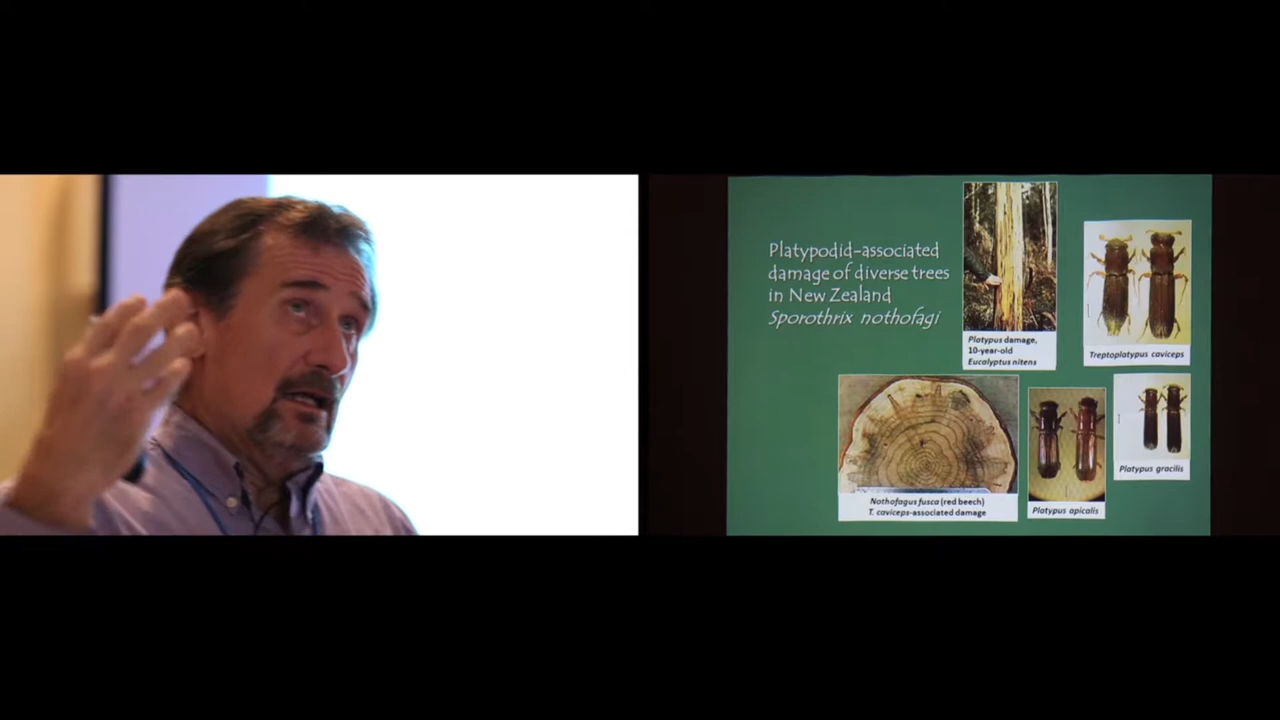 Platypodid-associated
damage of diverse trees
in New Zealand
Sporothrix nothofagi
Platypus damage,
10-year-old
Eucalyptus nitens
Treptoplatypus caviceps
Nothofagus fusca (red beech)
T. caviceps-associated damage
Platypus apicalis
Platypus gracilis